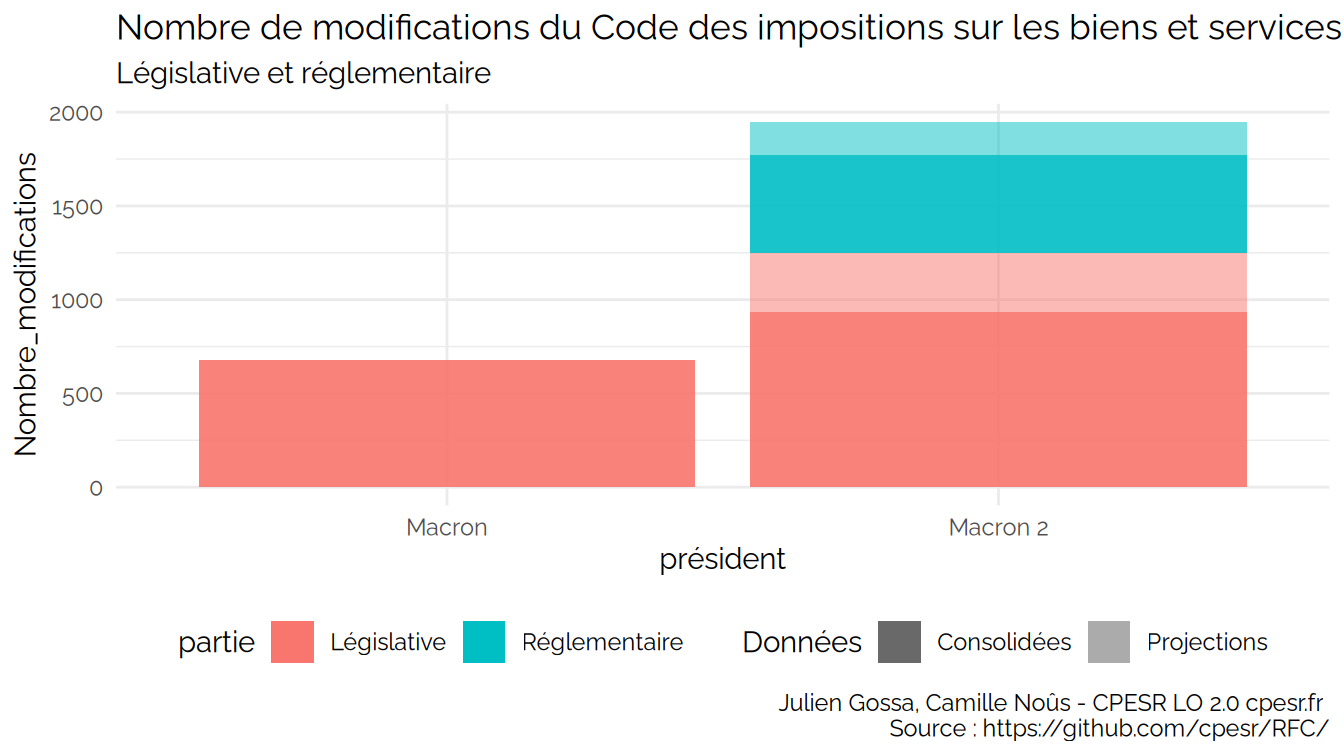 Nombre de modifications du Code des impositions sur les biens et services
Législative et réglementaire
Nombre_modifications
2000
1500
1000
500
0
Macron
Macron 2
président
partie
Législative
Réglementaire
Données
Consolidées
Projections
Julien Gossa, Camille Noûs - CPESR LO 2.0 cpesr.fr
Source : https://github.com/cpesr/RFC/